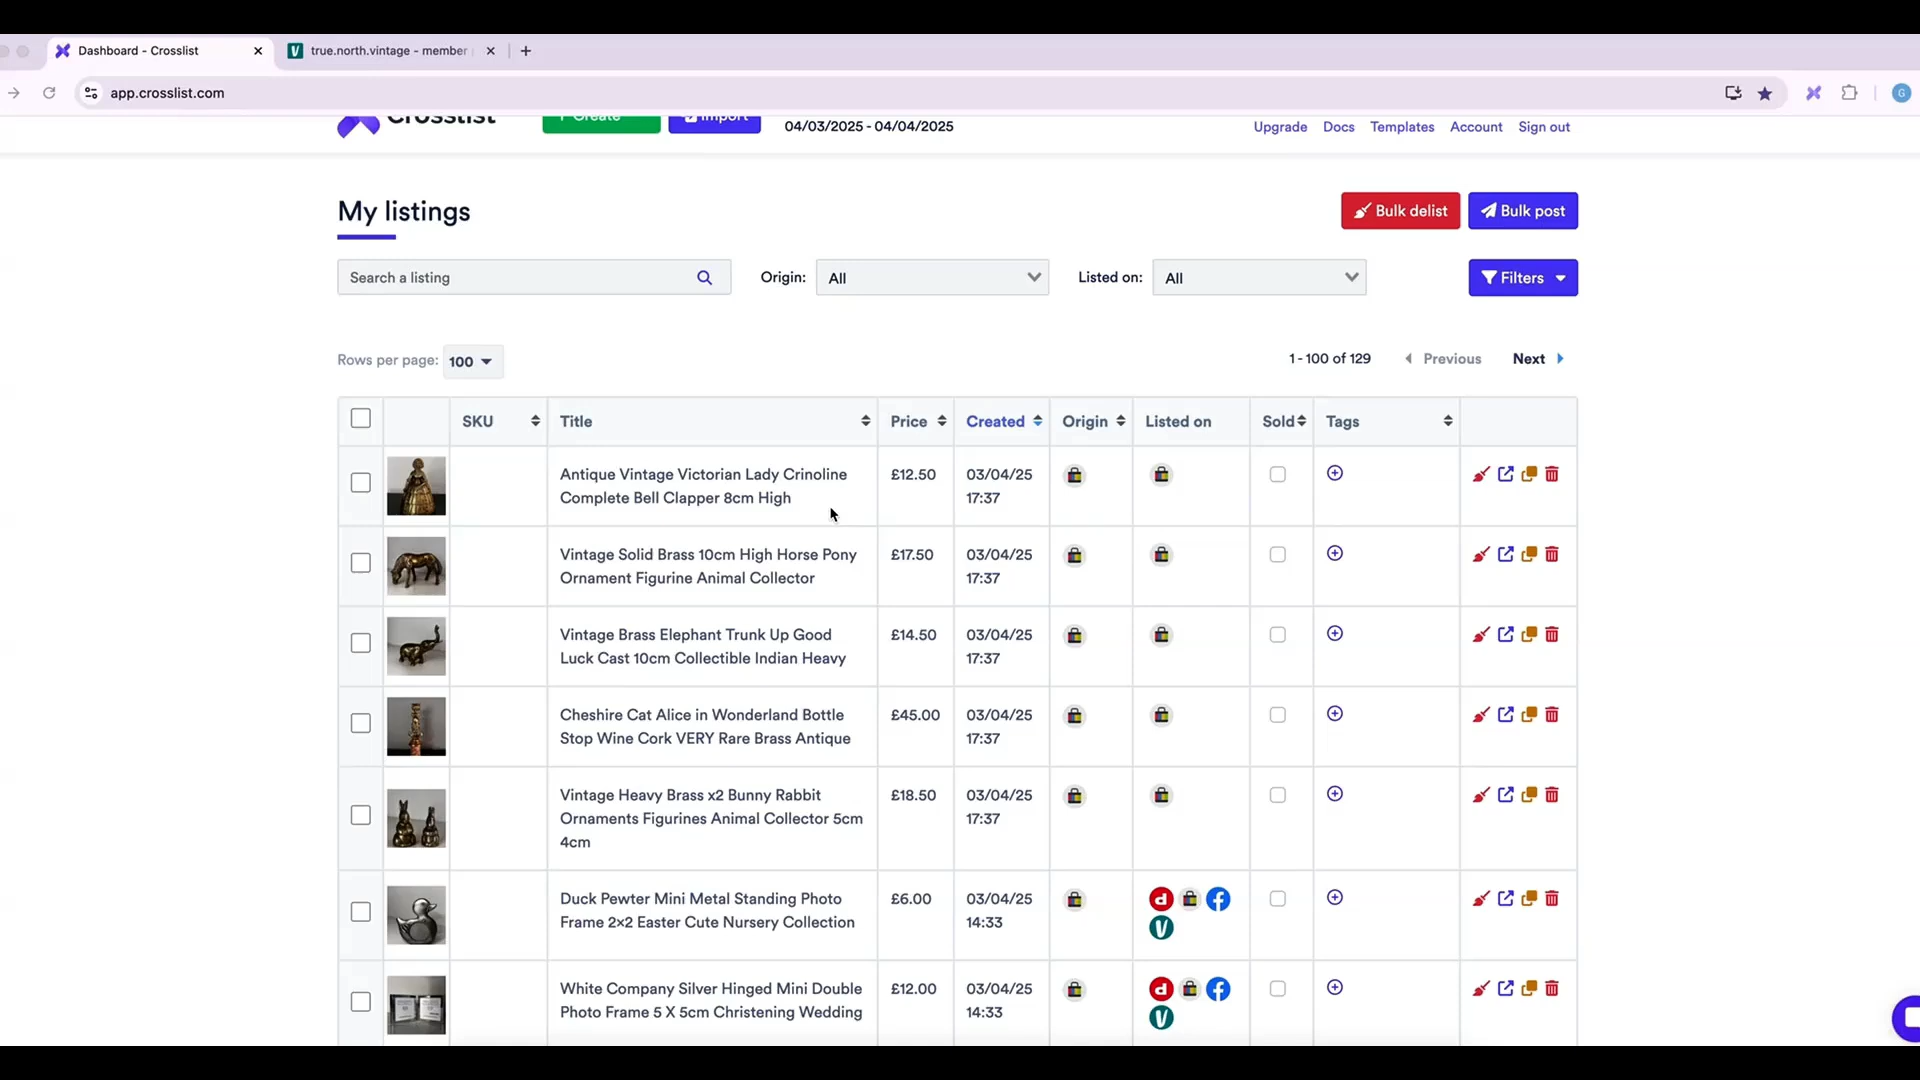 Dashboard - Crosslist
true.north.vintage - member
app.crosslist.com
Crosslist
+ Create
Import
04/03/2025 - 04/04/2025
Upgrade Docs Templates Account Sign out
My listings
Bulk delist Bulk post
Search a listing Origin: All Listed on: All Filters
Rows per page: 100 1 - 100 of 129 Previous Next
SKU Title Price Created Origin Listed on Sold Tags
Antique Vintage Victorian Lady Crinoline £12.50 03/04/25
Complete Bell Clapper 8cm High 17:37
Vintage Solid Brass 10cm High Horse Pony £17.50 03/04/25
Ornament Figurine Animal Collector 17:37
Vintage Brass Elephant Trunk Up Good £14.50 03/04/25
Luck Cast 10cm Collectible Indian Heavy 17:37
Cheshire Cat Alice in Wonderland Bottle £45.00 03/04/25
Stop Wine Cork VERY Rare Brass Antique 17:37
Vintage Heavy Brass x2 Bunny Rabbit £18.50 03/04/25
Ornaments Figurines Animal Collector 5cm 17:37
4cm
Duck Pewter Mini Metal Standing Photo £6.00 03/04/25
Frame 2×2 Easter Cute Nursery Collection 14:33
White Company Silver Hinged Mini Double £12.00 03/04/25
Photo Frame 5 X 5cm Christening Wedding 14:33